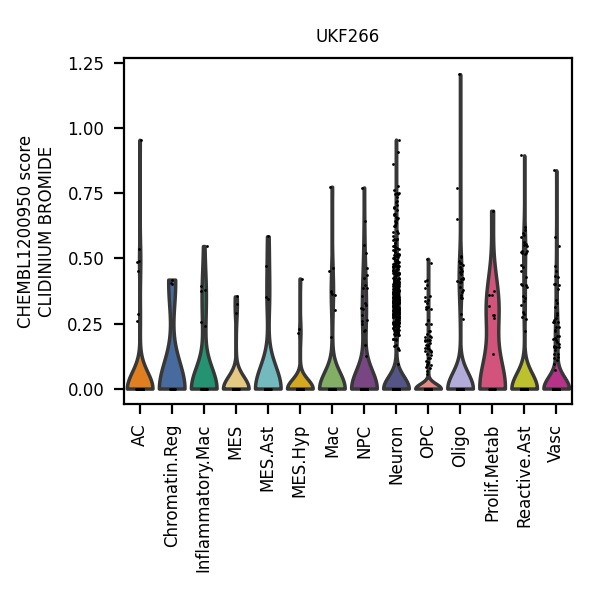 UKF266
CHEMBL1200950 score
CLIDINIUM BROMIDE
1.25
1.00
0.75
0.50
0.25
0.00
AC
Chromatin.Reg
Inflammatory.Mac
MES
MES.Ast
MES.Hyp
Mac
NPC
Neuron
OPC
Oligo
Prolif.Metab
Reactive.Ast
Vasc